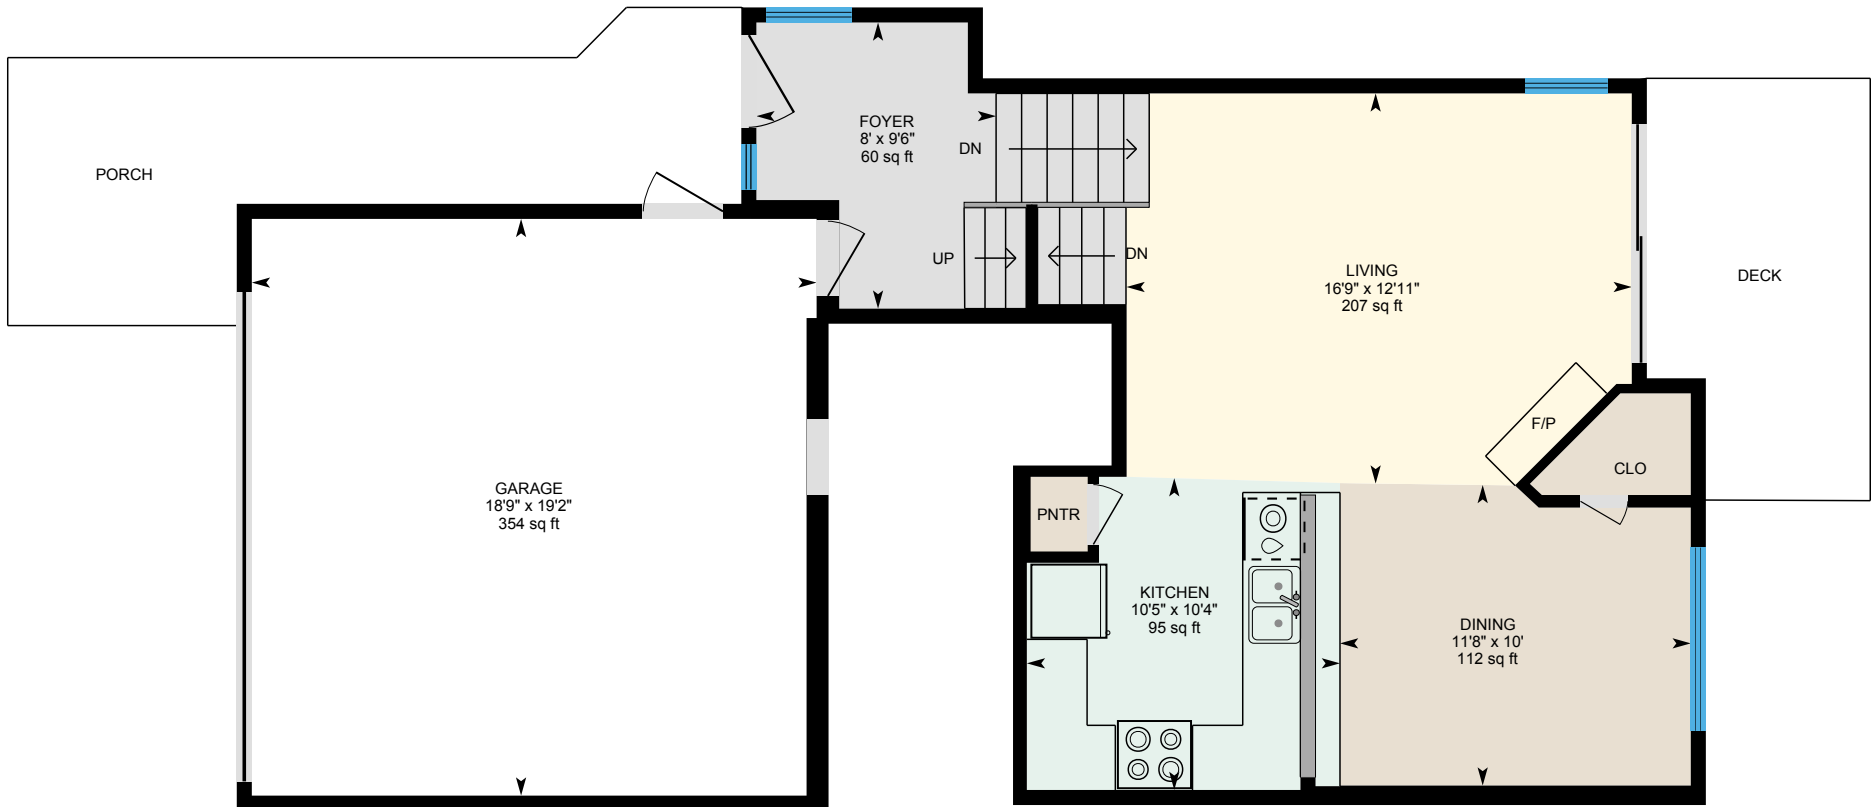 FOYER
8' x 9'6"
60 sq ft
DN
PORCH
UP
DN
LIVING
16'9" x 12'11"
207 sq ft
DECK
F/P
CLO
GARAGE
18'9" x 19'2"
354 sq ft
PNTR
KITCHEN
10'5" x 10'4"
95 sq ft
DINING
11'8" x 10'
112 sq ft